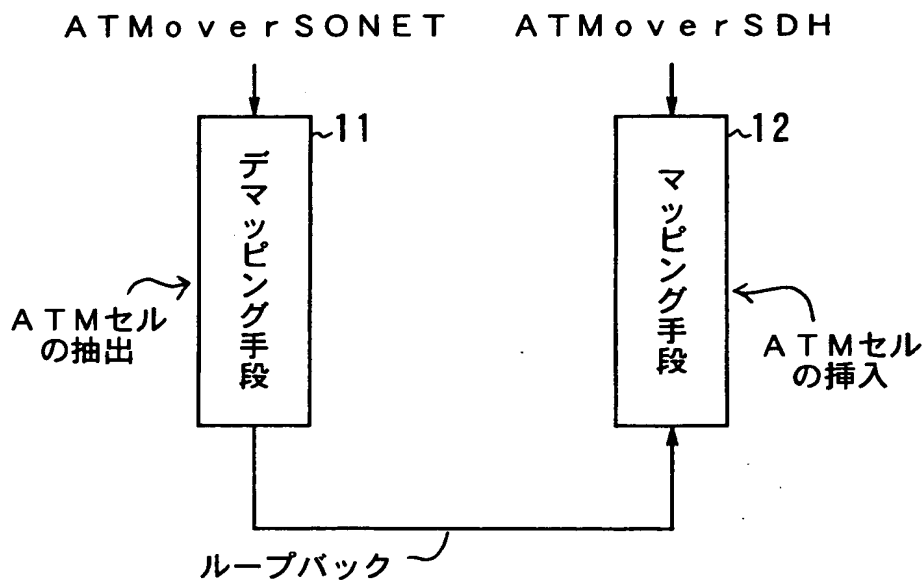 ATMoverSONET
ATMoverSDH
11
12
デマッピング手段
マッピング手段
ATMセル
の抽出
ATMセル
の挿入
ループバック